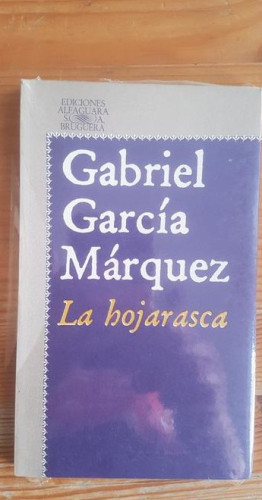 EDICIONES
ALFAGUARA
S A
BRUGUERA
Gabriel
García
Márquez
La hojarasca